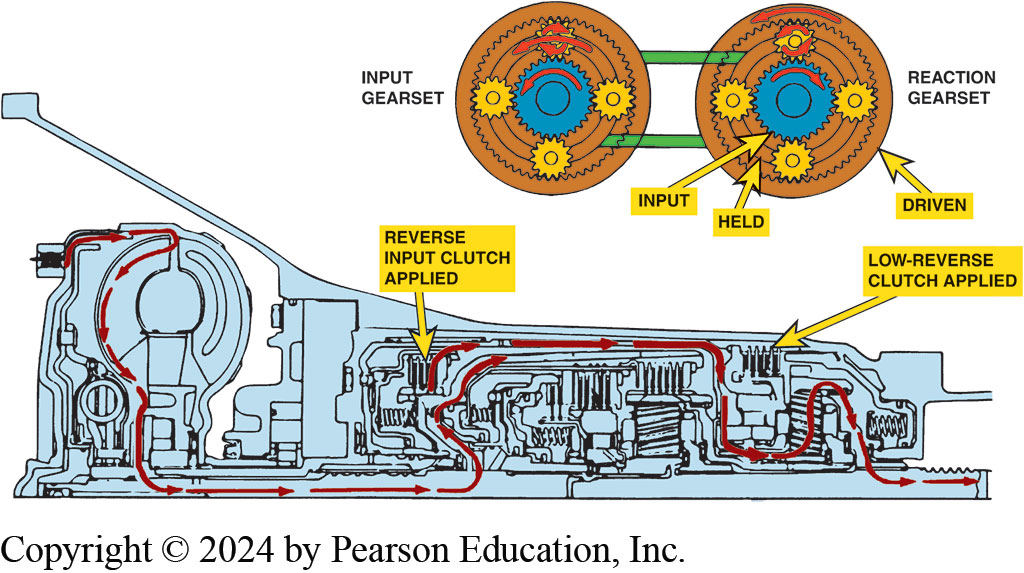 INPUT
GEARSET
REACTION
GEARSET
INPUT
HELD
DRIVEN
REVERSE
INPUT CLUTCH
APPLIED
LOW-REVERSE
CLUTCH APPLIED
Copyright © 2024 by Pearson Education, Inc.